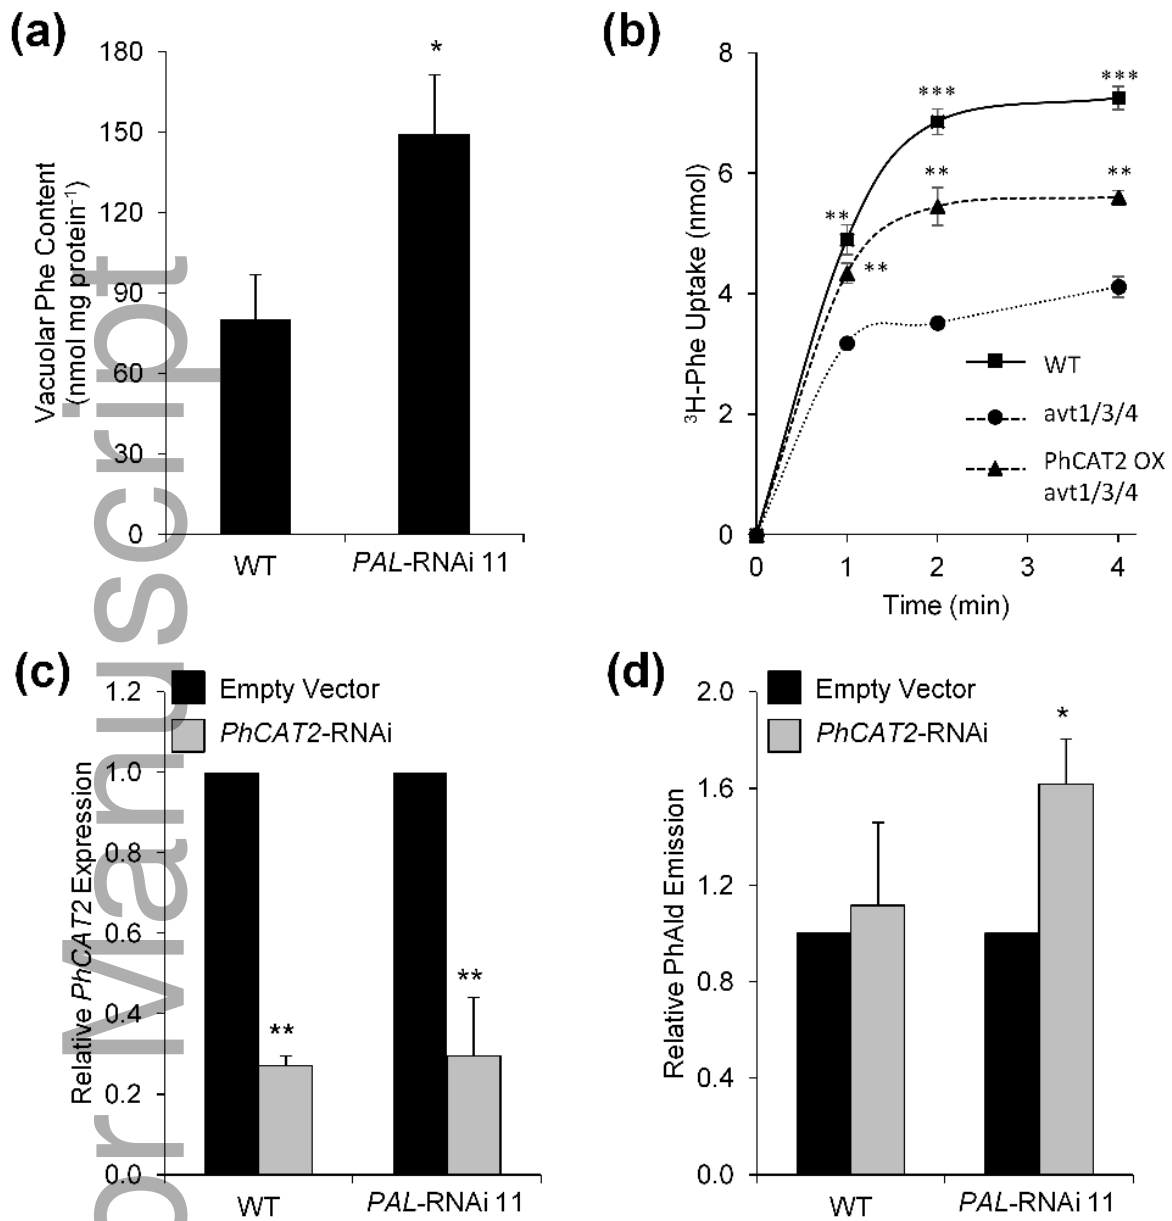 (a)
180
150
120
90
60
30
0
Vacuolar Phe Content
(nmol mg protein⁻¹)
*
WT
PAL-RNAi 11
(b)
8
6
4
2
0
³H-Phe Uptake (nmol)
***
***
**
**
**
**
WT
avt1/3/4
PhCAT2 OX
avt1/3/4
0
1
2
3
4
Time (min)
(c)
Empty Vector
PhCAT2-RNAi
1.2
1.0
0.8
0.6
0.4
0.2
0.0
Relative PhCAT2 Expression
**
**
WT
PAL-RNAi 11
(d)
Empty Vector
PhCAT2-RNAi
2.0
1.6
1.2
0.8
0.4
0.0
Relative PhAld Emission
*
WT
PAL-RNAi 11
or Manuscript